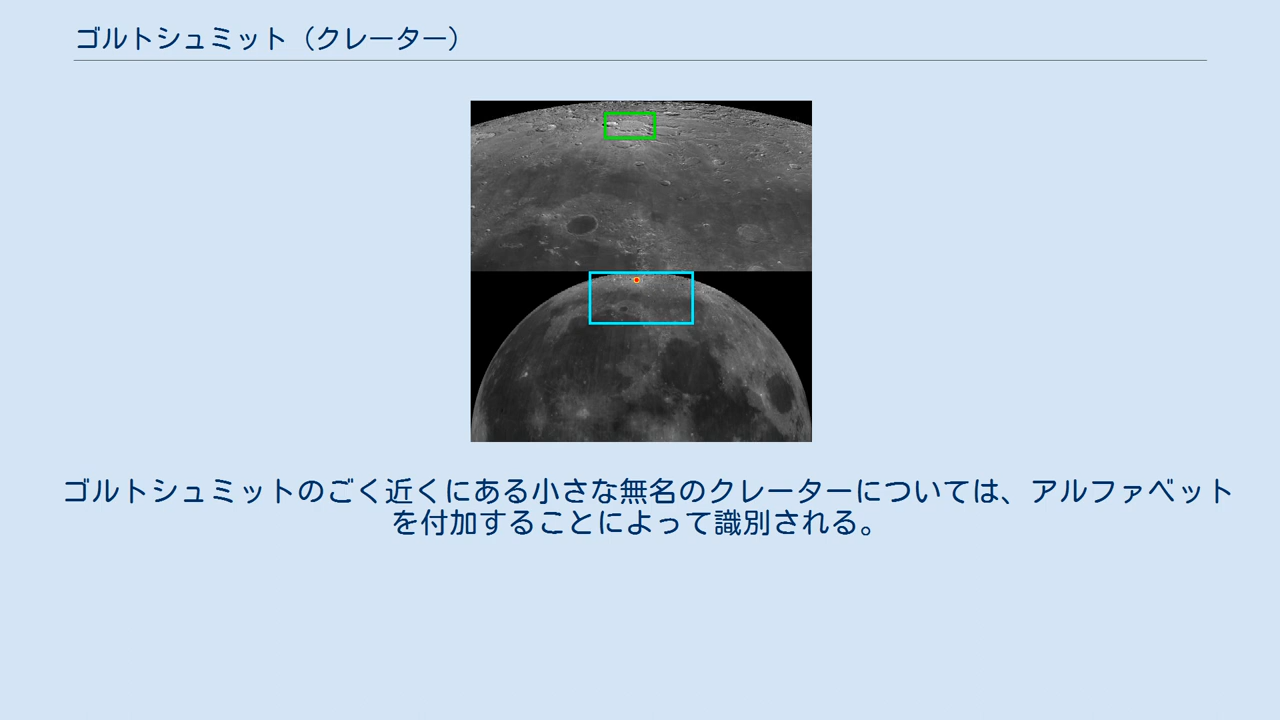 ゴルトシュミット（クレーター）
ゴルトシュミットのごく近くにある小さな無名のクレーターについては、アルファベット
を付加することによって識別される。